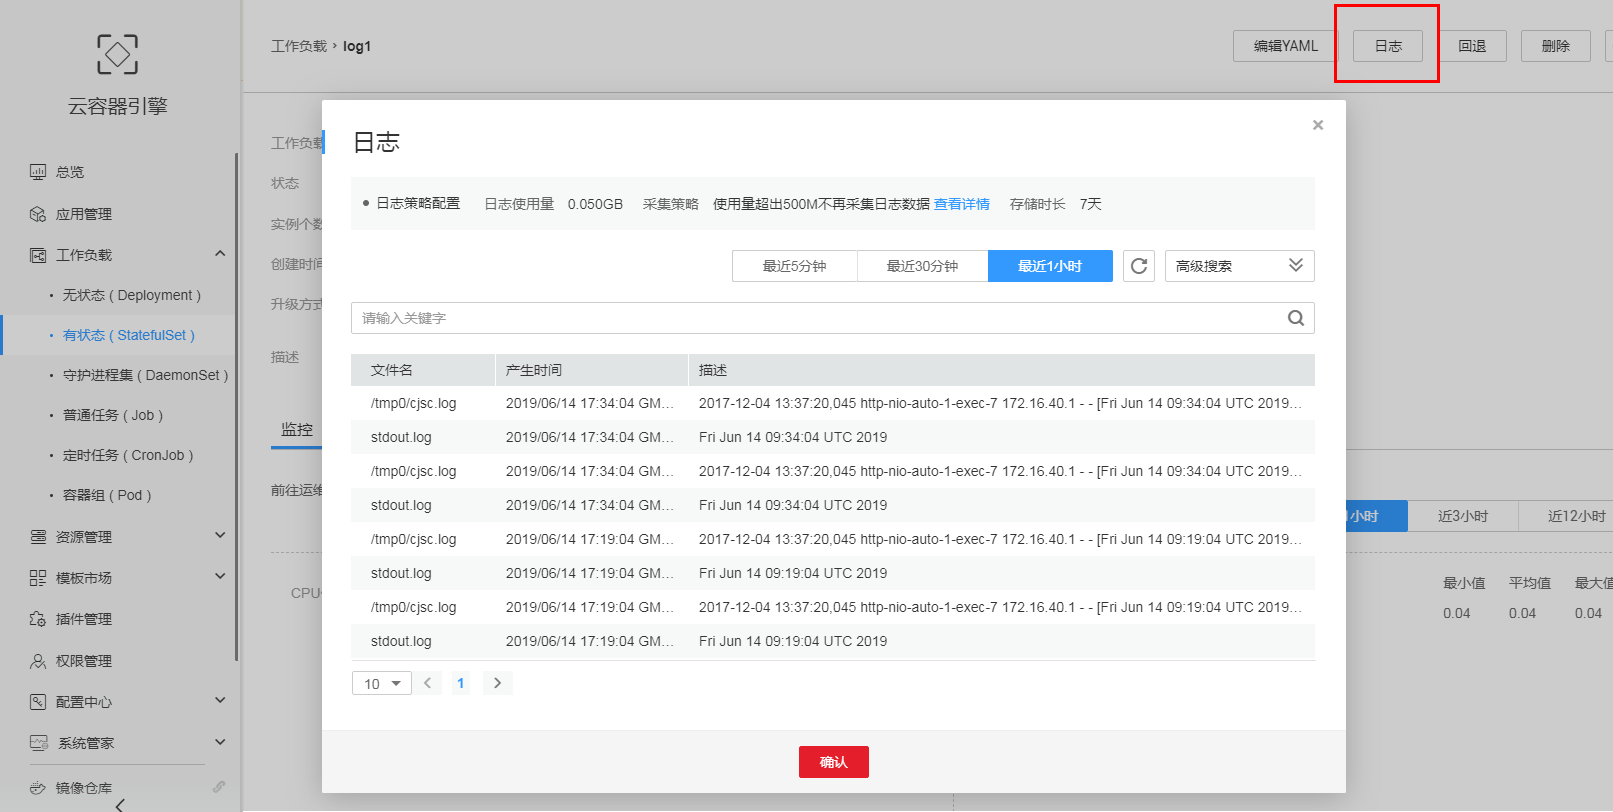 云容器引擎
总览
应用管理
工作负载
无状态 ( Deployment )
有状态 ( StatefulSet )
守护进程集 ( DaemonSet )
普通任务 ( Job )
定时任务 ( CronJob )
容器组 ( Pod )
资源管理
模板市场
插件管理
权限管理
配置中心
系统管家
镜像仓库
工作负载 › log1
编辑YAML 日志 回退 删除
工作负载
状态
实例个数
创建时间
升级方式
描述
监控
前往运维
CPU
日志
• 日志策略配置 日志使用量 0.050GB 采集策略 使用量超出500M不再采集日志数据 查看详情 存储时长 7天
最近5分钟 最近30分钟 最近1小时 高级搜索
请输入关键字
文件名 产生时间 描述
/tmp0/cjsc.log 2019/06/14 17:34:04 GM... 2017-12-04 13:37:20,045 http-nio-auto-1-exec-7 172.16.40.1 - - [Fri Jun 14 09:34:04 UTC 2019...
stdout.log 2019/06/14 17:34:04 GM... Fri Jun 14 09:34:04 UTC 2019
/tmp0/cjsc.log 2019/06/14 17:34:04 GM... 2017-12-04 13:37:20,045 http-nio-auto-1-exec-7 172.16.40.1 - - [Fri Jun 14 09:34:04 UTC 2019...
stdout.log 2019/06/14 17:34:04 GM... Fri Jun 14 09:34:04 UTC 2019
/tmp0/cjsc.log 2019/06/14 17:19:04 GM... 2017-12-04 13:37:20,045 http-nio-auto-1-exec-7 172.16.40.1 - - [Fri Jun 14 09:19:04 UTC 2019...
stdout.log 2019/06/14 17:19:04 GM... Fri Jun 14 09:19:04 UTC 2019
/tmp0/cjsc.log 2019/06/14 17:19:04 GM... 2017-12-04 13:37:20,045 http-nio-auto-1-exec-7 172.16.40.1 - - [Fri Jun 14 09:19:04 UTC 2019...
stdout.log 2019/06/14 17:19:04 GM... Fri Jun 14 09:19:04 UTC 2019
10 1
确认
1小时 近3小时 近12小时
最小值 平均值 最大值
0.04 0.04 0.04